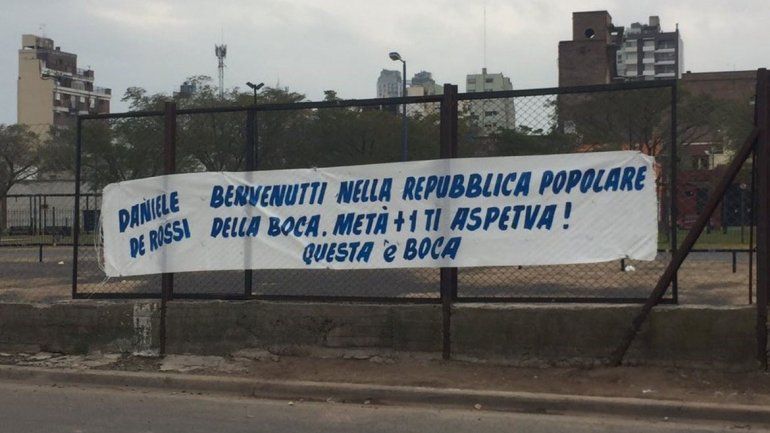 DANIELE
DE ROSSI
BENVENUTTI NELLA REPUBBLICA POPOLARE
DELLA BOCA. METÀ +1 TI ASPETVA!
QUESTA è BOCA